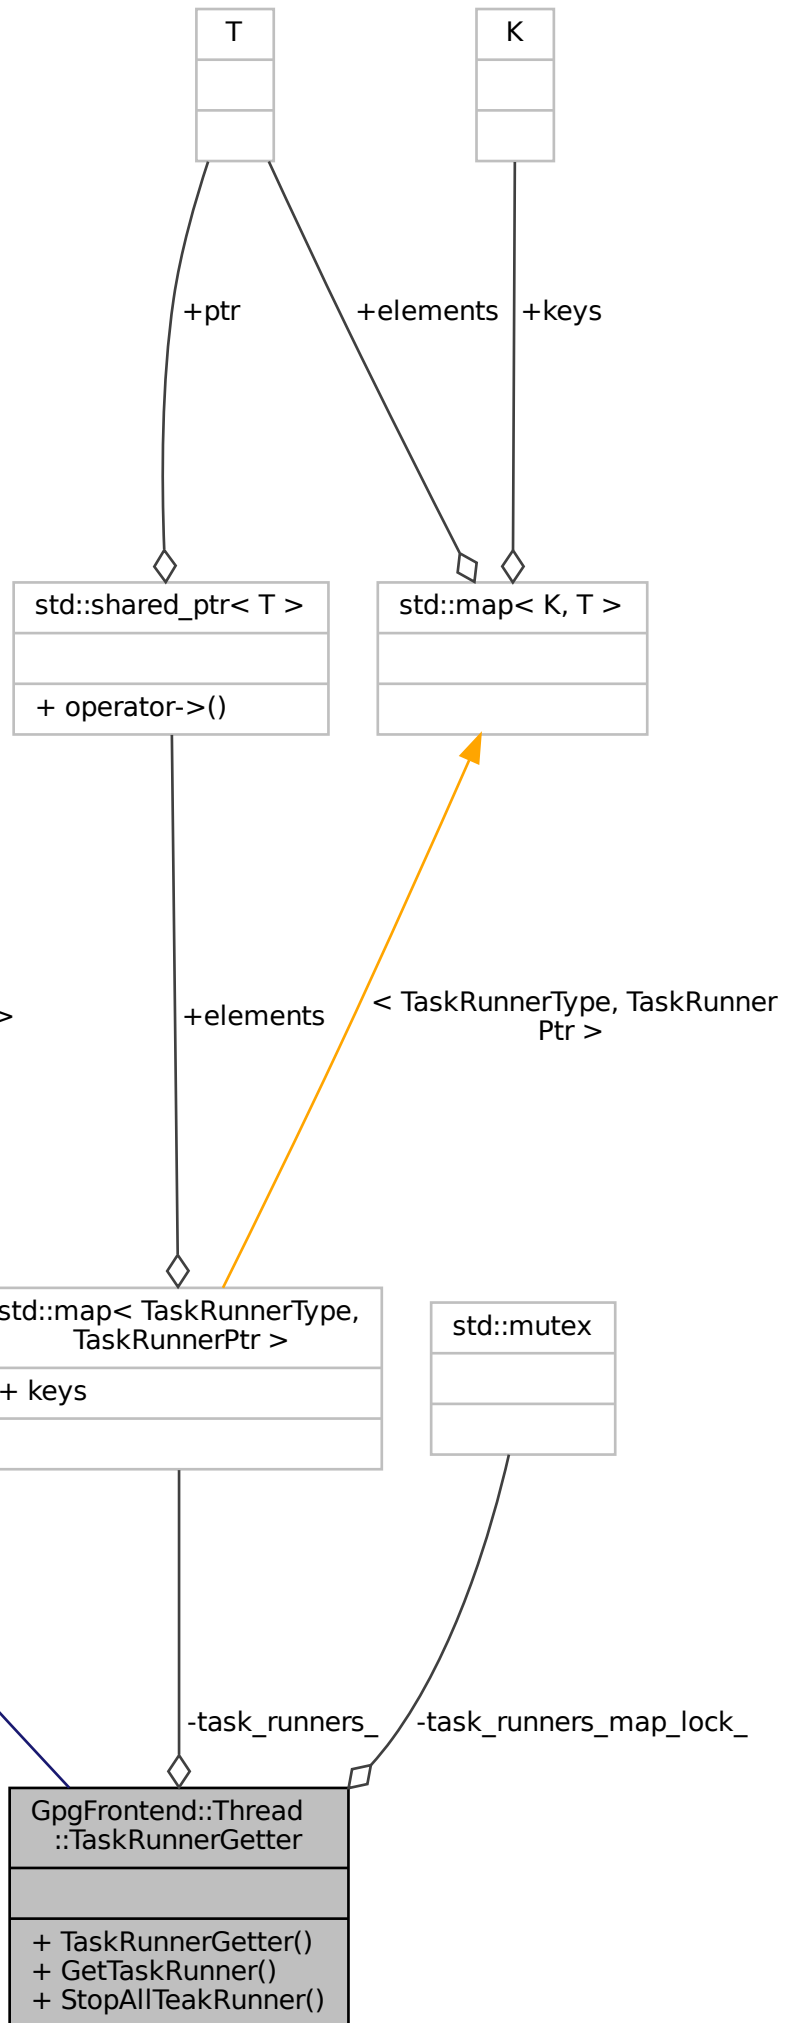 T
K
+ptr
+elements
+keys
std::shared_ptr< T >
+ operator->()
std::map< K, T >
>
+elements
< TaskRunnerType, TaskRunner
Ptr >
std::map< TaskRunnerType,
TaskRunnerPtr >
+ keys
std::mutex
-task_runners_
-task_runners_map_lock_
GpgFrontend::Thread
::TaskRunnerGetter
+ TaskRunnerGetter()
+ GetTaskRunner()
+ StopAllTeakRunner()